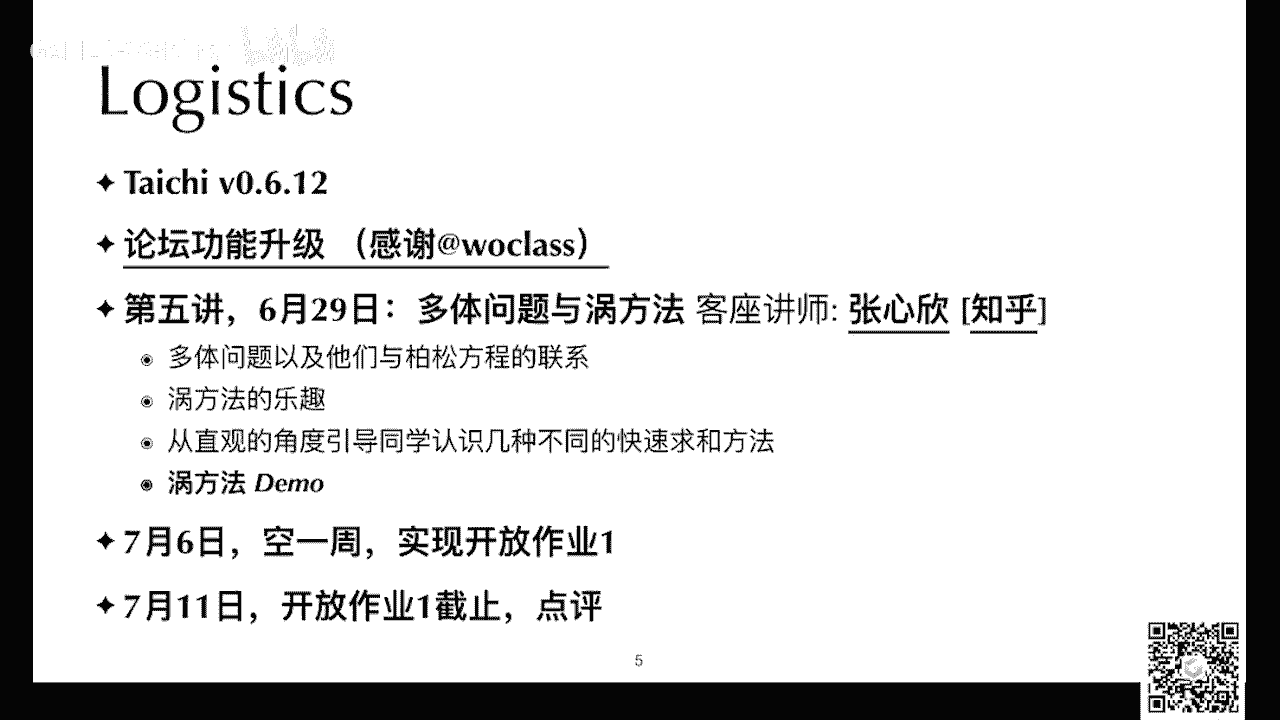 Logistics
✦ Taichi v0.6.12
✦ 论坛功能升级 （感谢@woclass）
✦ 第五讲，6月29日：多体问题与涡方法 客座讲师: 张心欣 [知乎]
◉ 多体问题以及他们与柏松方程的联系
◉ 涡方法的乐趣
◉ 从直观的角度引导同学认识几种不同的快速求和方法
◉ 涡方法 Demo
✦ 7月6日，空一周，实现开放作业1
✦ 7月11日，开放作业1截止，点评
5